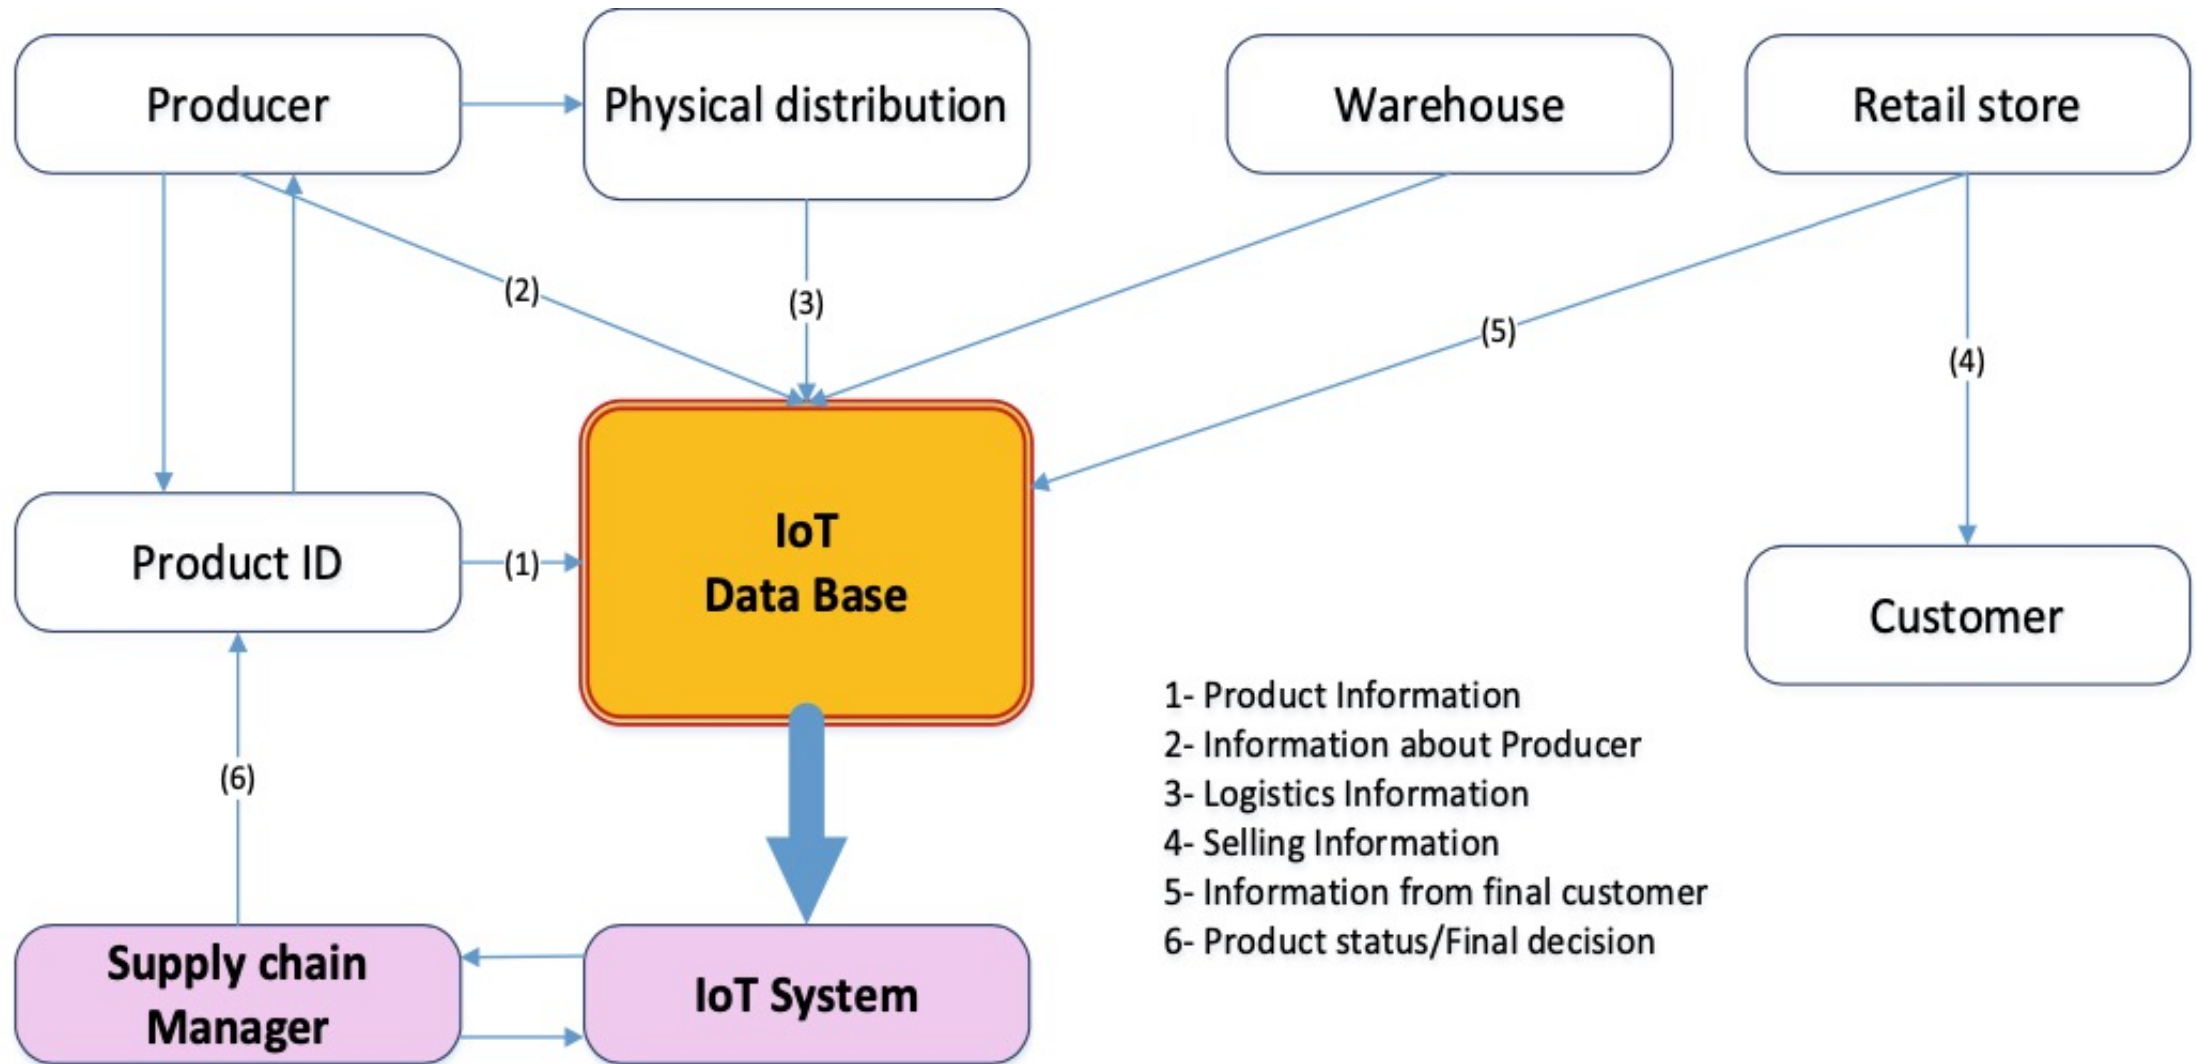 Producer
Physical distribution
Warehouse
Retail store
(2)
(3)
(5)
(4)
Product ID
(1)
IoT
Data Base
Customer
(6)
1- Product Information
2- Information about Producer
3- Logistics Information
4- Selling Information
5- Information from final customer
6- Product status/Final decision
Supply chain
Manager
IoT System